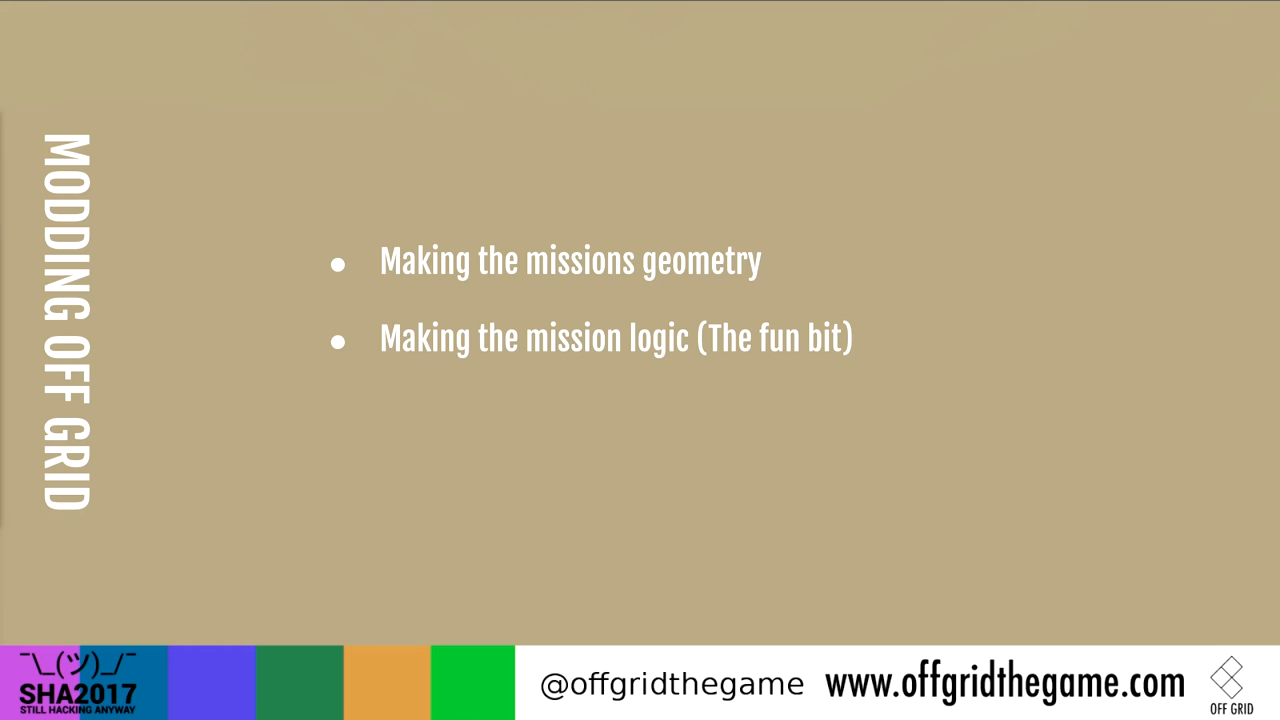 MODDING OFF GRID
● Making the missions geometry
● Making the mission logic (The fun bit)
¯\_(ツ)_/¯
SHA2017
STILL HACKING ANYWAY
@offgridthegame
www.offgridthegame.com
OFF GRID